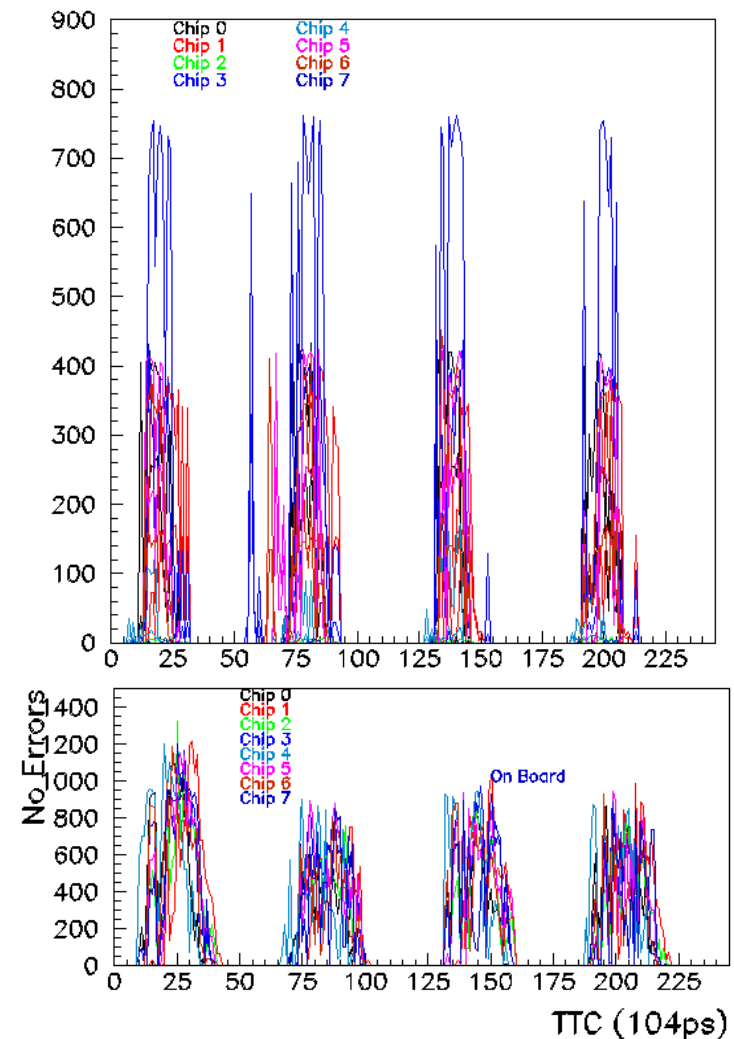 900
Chip 0 Chip 4
Chip 1 Chip 5
Chip 2 Chip 6
Chip 3 Chip 7
800
700
600
500
400
300
200
100
0
0 25 50 75 100 125 150 175 200 225
No Errors
Chip 0
Chip 1
Chip 2
Chip 3
Chip 4
Chip 5
Chip 6
Chip 7
On Board
1400
1200
1000
800
600
400
200
0
0 25 50 75 100 125 150 175 200 225
TTC (104ps)